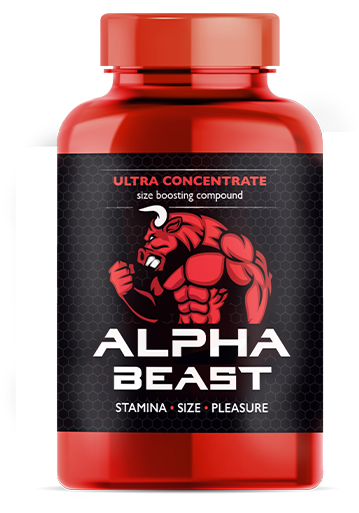 ULTRA CONCENTRATE
size boosting compound
ALPHA
BEAST
STAMINA • SIZE • PLEASURE